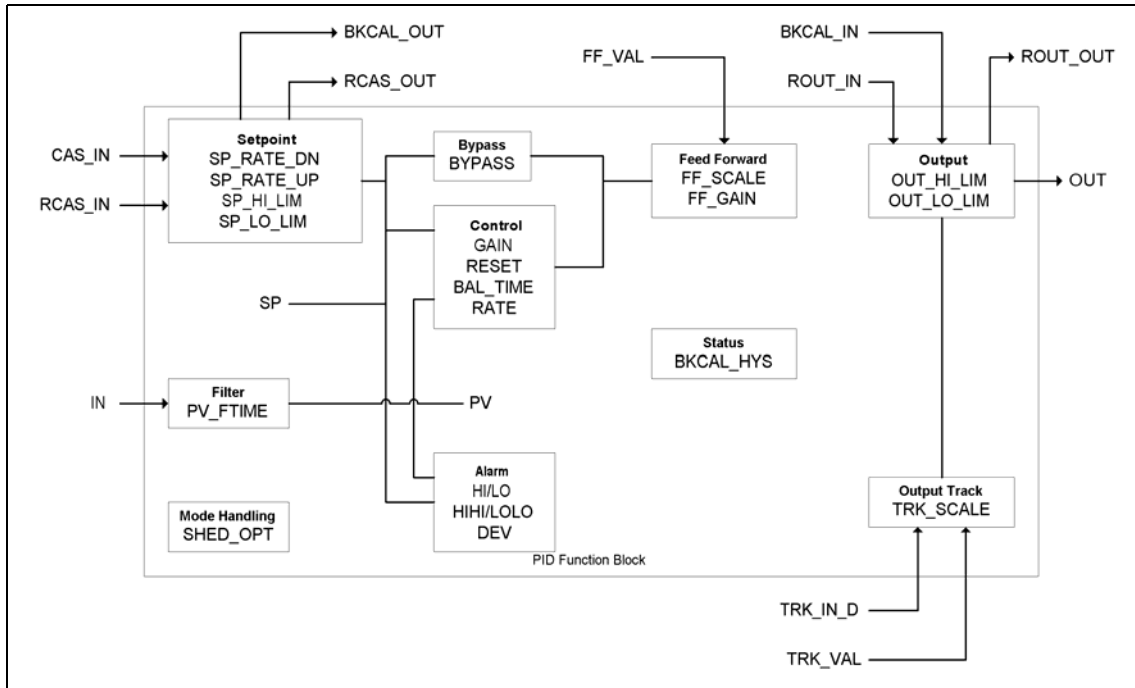 BKCAL_OUT
BKCAL_IN
FF_VAL
ROUT_OUT
RCAS_OUT
ROUT_IN
CAS_IN
RCAS_IN
Setpoint
SP_RATE_DN
SP_RATE_UP
SP_HI_LIM
SP_LO_LIM
Bypass
BYPASS
Feed Forward
FF_SCALE
FF_GAIN
Output
OUT_HI_LIM
OUT_LO_LIM
OUT
Control
GAIN
RESET
BAL_TIME
RATE
SP
Status
BKCAL_HYS
IN
Filter
PV_FTIME
PV
Mode Handling
SHED_OPT
Alarm
HI/LO
HIHI/LOLO
DEV
Output Track
TRK_SCALE
PID Function Block
TRK_IN_D
TRK_VAL